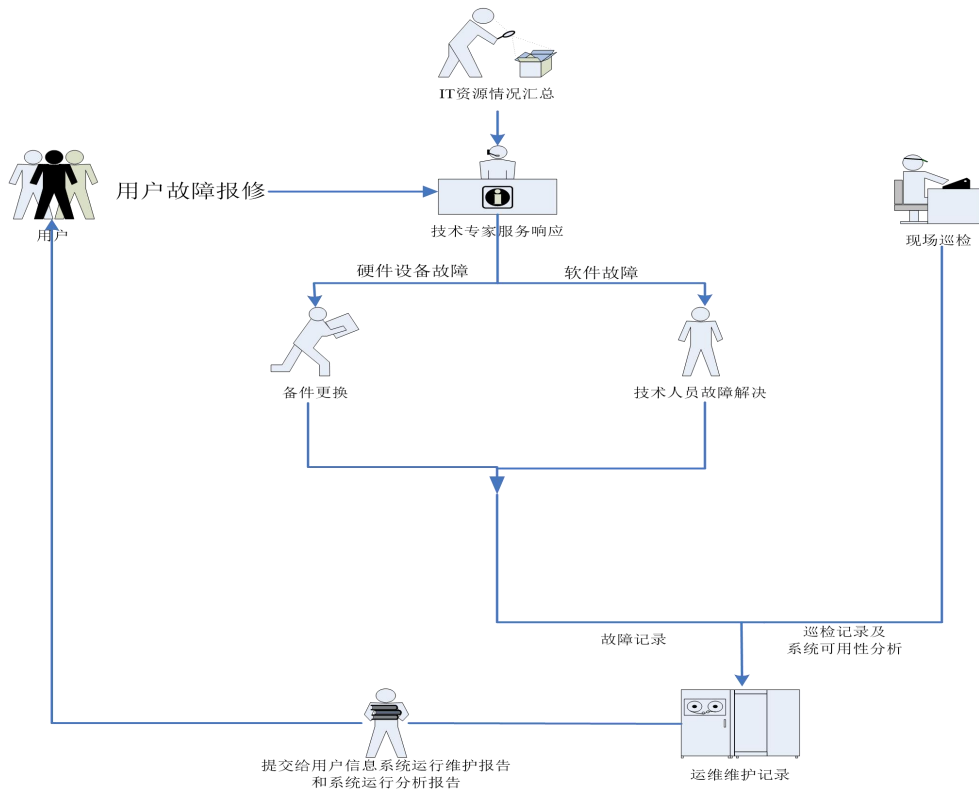 IT资源情况汇总
用户故障报修
用户
技术专家服务响应
现场巡检
硬件设备故障
软件故障
备件更换
技术人员故障解决
故障记录
巡检记录及
系统可用性分析
提交给用户信息系统运行维护报告
和系统运行分析报告
运维维护记录